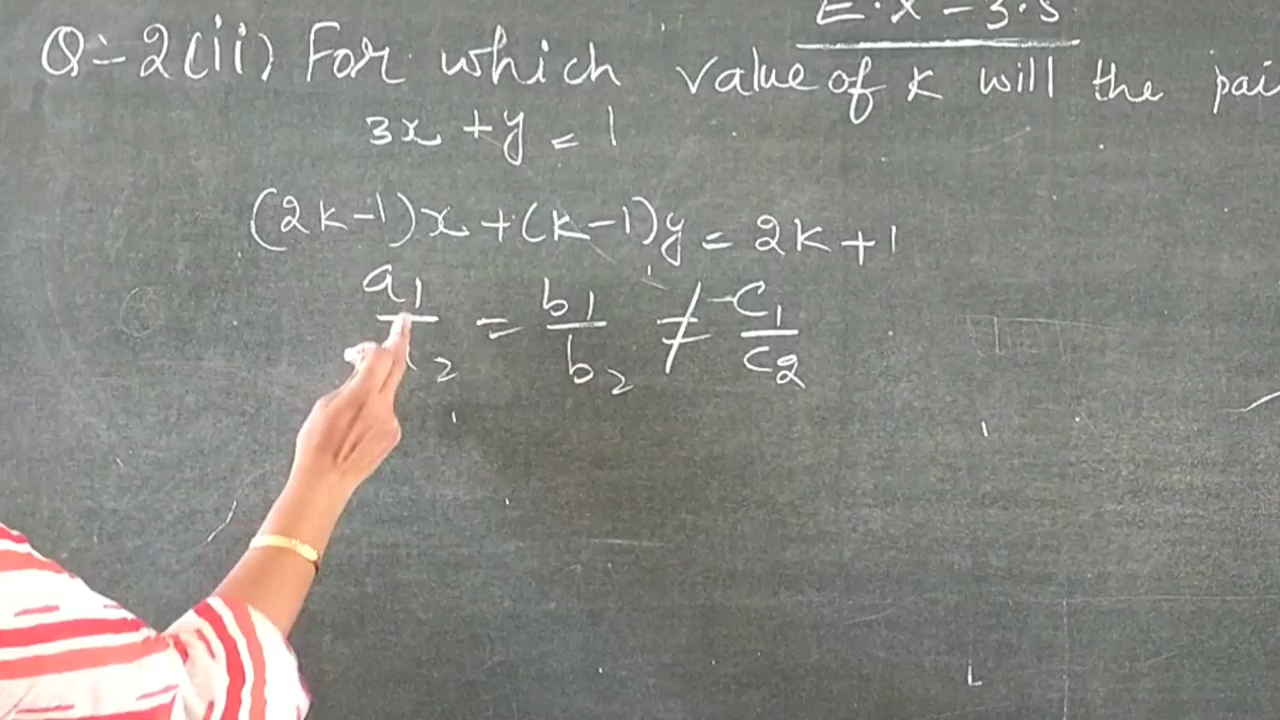 E.x - 3.5
Q:- 2(ii) For which value of k will the pai
3x + y = 1
(2k-1)x + (k-1)y = 2k+1
a1/2 = b1/b2 ≠ c1/c2